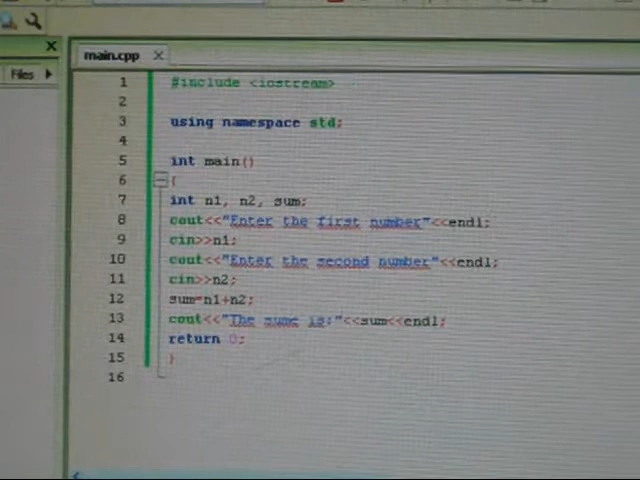 main.cpp
Files
1 #include <iostream>
2
3 using namespace std;
4
5 int main()
6 {
7 int n1, n2, sum;
8 cout<<"Enter the first number"<<endl;
9 cin>>n1;
10 cout<<"Enter the second number"<<endl;
11 cin>>n2;
12 sum=n1+n2;
13 cout<<"The sume is:"<<sum<<endl;
14 return 0;
15 }
16